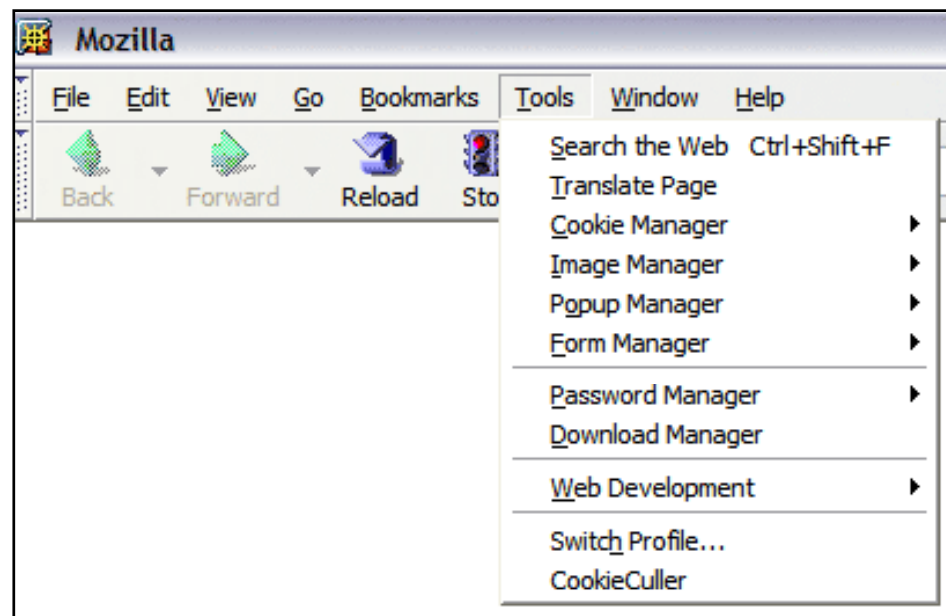 Mozilla
File Edit View Go Bookmarks Tools Window Help
Back Forward Reload Sto
Search the Web Ctrl+Shift+F
Translate Page
Cookie Manager
Image Manager
Popup Manager
Form Manager
Password Manager
Download Manager
Web Development
Switch Profile...
CookieCuller